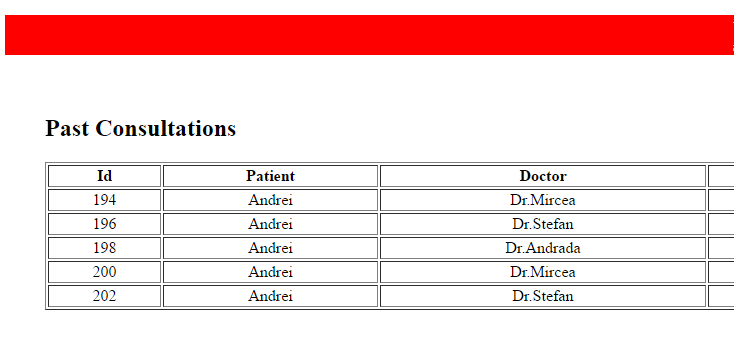 Past Consultations
Id Patient Doctor
194 Andrei Dr.Mircea
196 Andrei Dr.Stefan
198 Andrei Dr.Andrada
200 Andrei Dr.Mircea
202 Andrei Dr.Stefan